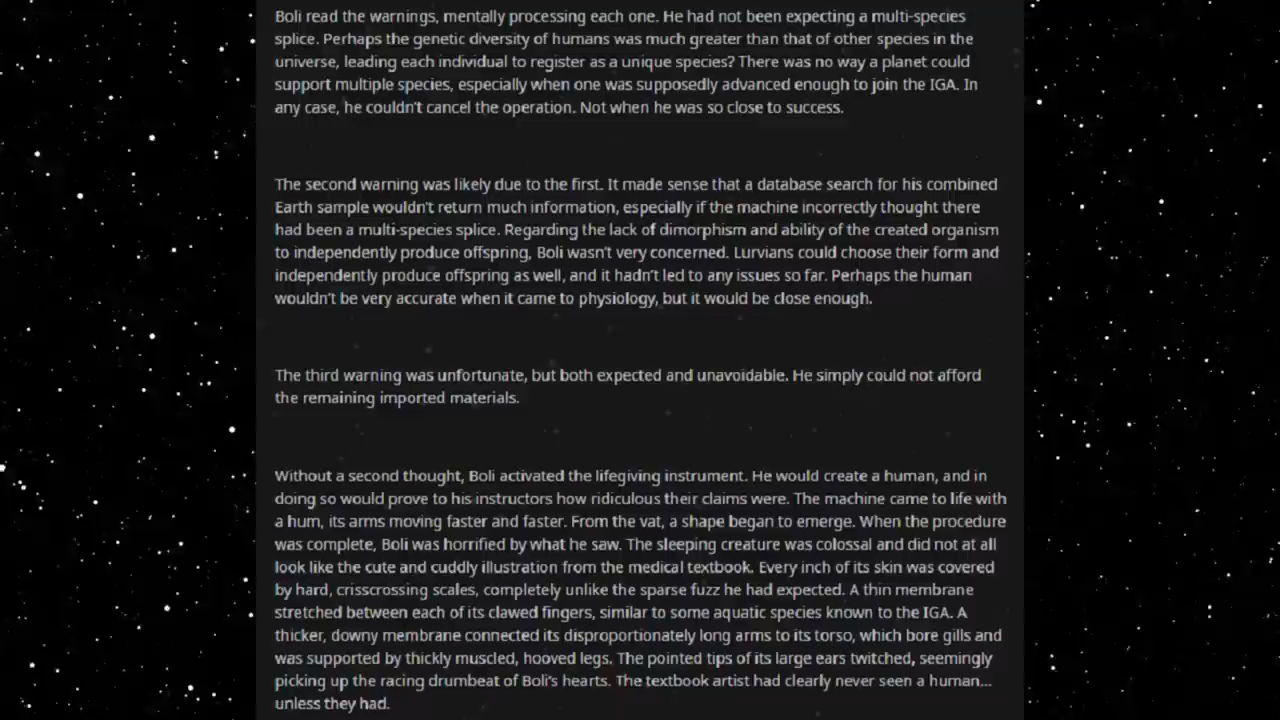 Boli read the warnings, mentally processing each one. He had not been expecting a multi-species
splice. Perhaps the genetic diversity of humans was much greater than that of other species in the
universe, leading each individual to register as a unique species? There was no way a planet could
support multiple species, especially when one was supposedly advanced enough to join the IGA. In
any case, he couldn't cancel the operation. Not when he was so close to success.
The second warning was likely due to the first. It made sense that a database search for his combined
Earth sample wouldn't return much information, especially if the machine incorrectly thought there
had been a multi-species splice. Regarding the lack of dimorphism and ability of the created organism
to independently produce offspring, Boli wasn't very concerned. Lurvians could choose their form and
independently produce offspring as well, and it hadn't led to any issues so far. Perhaps the human
wouldn't be very accurate when it came to physiology, but it would be close enough.
The third warning was unfortunate, but both expected and unavoidable. He simply could not afford
the remaining imported materials.
Without a second thought, Boli activated the lifegiving instrument. He would create a human, and in
doing so would prove to his instructors how ridiculous their claims were. The machine came to life with
a hum, its arms moving faster and faster. From the vat, a shape began to emerge. When the procedure
was complete, Boli was horrified by what he saw. The sleeping creature was colossal and did not at all
look like the cute and cuddly illustration from the medical textbook. Every inch of its skin was covered
by hard, crisscrossing scales, completely unlike the sparse fuzz he had expected. A thin membrane
stretched between each of its clawed fingers, similar to some aquatic species known to the IGA. A
thicker, downy membrane connected its disproportionately long arms to its torso, which bore gills and
was supported by thickly muscled, hooved legs. The pointed tips of its large ears twitched, seemingly
picking up the racing drumbeat of Boli's hearts. The textbook artist had clearly never seen a human...
unless they had.